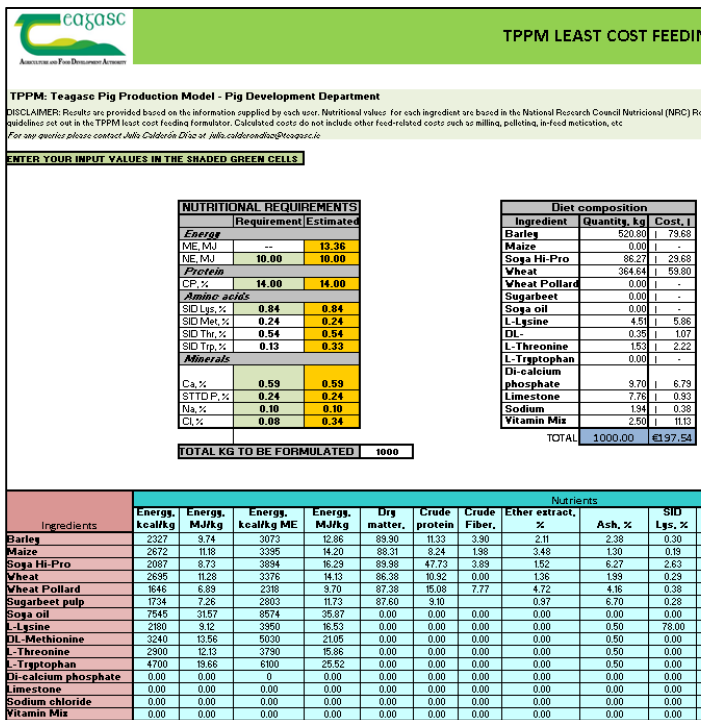 eagasc
AGRICULTURE AND FOOD DEVELOPMENT AUTHORITY
TPPM LEAST COST FEEDIN
TPPM: Teagasc Pig Production Model - Pig Development Department
DISCLAIMER: Results are provided based on the information supplied by each user. Nutritional values for each ingredient are based in the National Research Council Nutricional (NRC) Re
guidelines set out in the TPPM least cost feeding formulator. Calculated costs do not include other feed-related costs such as milling, pelleting, in-feed metication, etc
For any queries please contact Julia Calderón Díaz at julia.calderondiaz@teagasc.ie
ENTER YOUR INPUT VALUES IN THE SHADED GREEN CELLS
NUTRITIONAL REQUIREMENTS
Requirement Estimated
Energy
ME, MJ -- 13.36
NE, MJ 10.00 10.00
Protein
CP, % 14.00 14.00
Amino acids
SID Lys, % 0.84 0.84
SID Met, % 0.24 0.24
SID Thr, % 0.54 0.54
SID Trp, % 0.13 0.33
Minerals
Ca, % 0.59 0.59
STTD P, % 0.24 0.24
Na, % 0.10 0.10
Cl, % 0.08 0.34
TOTAL KG TO BE FORMULATED 1000
Diet composition
Ingredient Quantity, kg Cost, |
Barley 520.80 | 79.68
Maize 0.00 | -
Soya Hi-Pro 86.27 | 29.68
Wheat 364.64 | 59.80
Wheat Pollard 0.00 | -
Sugarbeet 0.00 | -
Soya oil 0.00 | -
L-Lysine 4.51 | 5.86
DL- 0.35 | 1.07
L-Threonine 1.53 | 2.22
L-Tryptophan 0.00 | -
Di-calcium
phosphate 9.70 | 6.79
Limestone 7.76 | 0.93
Sodium 1.94 | 0.38
Vitamin Mix 2.50 | 11.13
TOTAL 1000.00 €197.54
Nutrients
Ingredients Energy, kcal/kg Energy, MJ/kg Energy, kcal/kg ME Energy, MJ/kg Dry matter, Crude protein Crude Fiber, Ether extract, % Ash, % SID Lys, %
Barley 2327 9.74 3073 12.86 89.90 11.33 3.90 2.11 2.38 0.30
Maize 2672 11.18 3395 14.20 88.31 8.24 1.98 3.48 1.30 0.19
Soya Hi-Pro 2087 8.73 3894 16.29 89.98 47.73 3.89 1.52 6.27 2.63
Wheat 2695 11.28 3376 14.13 86.38 10.92 0.00 1.36 1.99 0.29
Wheat Pollard 1646 6.89 2318 9.70 87.38 15.08 7.77 4.72 4.16 0.38
Sugarbeet pulp 1734 7.26 2803 11.73 87.60 9.10 0.97 6.70 0.28
Soya oil 7545 31.57 8574 35.87 0.00 0.00 0.00 0.00 0.00 0.00
L-Lysine 2180 9.12 3950 16.53 0.00 0.00 0.00 0.00 0.50 78.00
DL-Methionine 3240 13.56 5030 21.05 0.00 0.00 0.00 0.00 0.50 0.00
L-Threonine 2900 12.13 3790 15.86 0.00 0.00 0.00 0.00 0.50 0.00
L-Tryptophan 4700 19.66 6100 25.52 0.00 0.00 0.00 0.00 0.50 0.00
Di-calcium phosphate 0.00 0.00 0 0.00 0.00 0.00 0.00 0.00 0.00 0.00
Limestone 0.00 0.00 0.00 0.00 0.00 0.00 0.00 0.00 0.00 0.00
Sodium chloride 0.00 0.00 0.00 0.00 0.00 0.00 0.00 0.00 0.00 0.00
Vitamin Mix 0.00 0.00 0.00 0.00 0.00 0.00 0.00 0.00 0.00 0.00